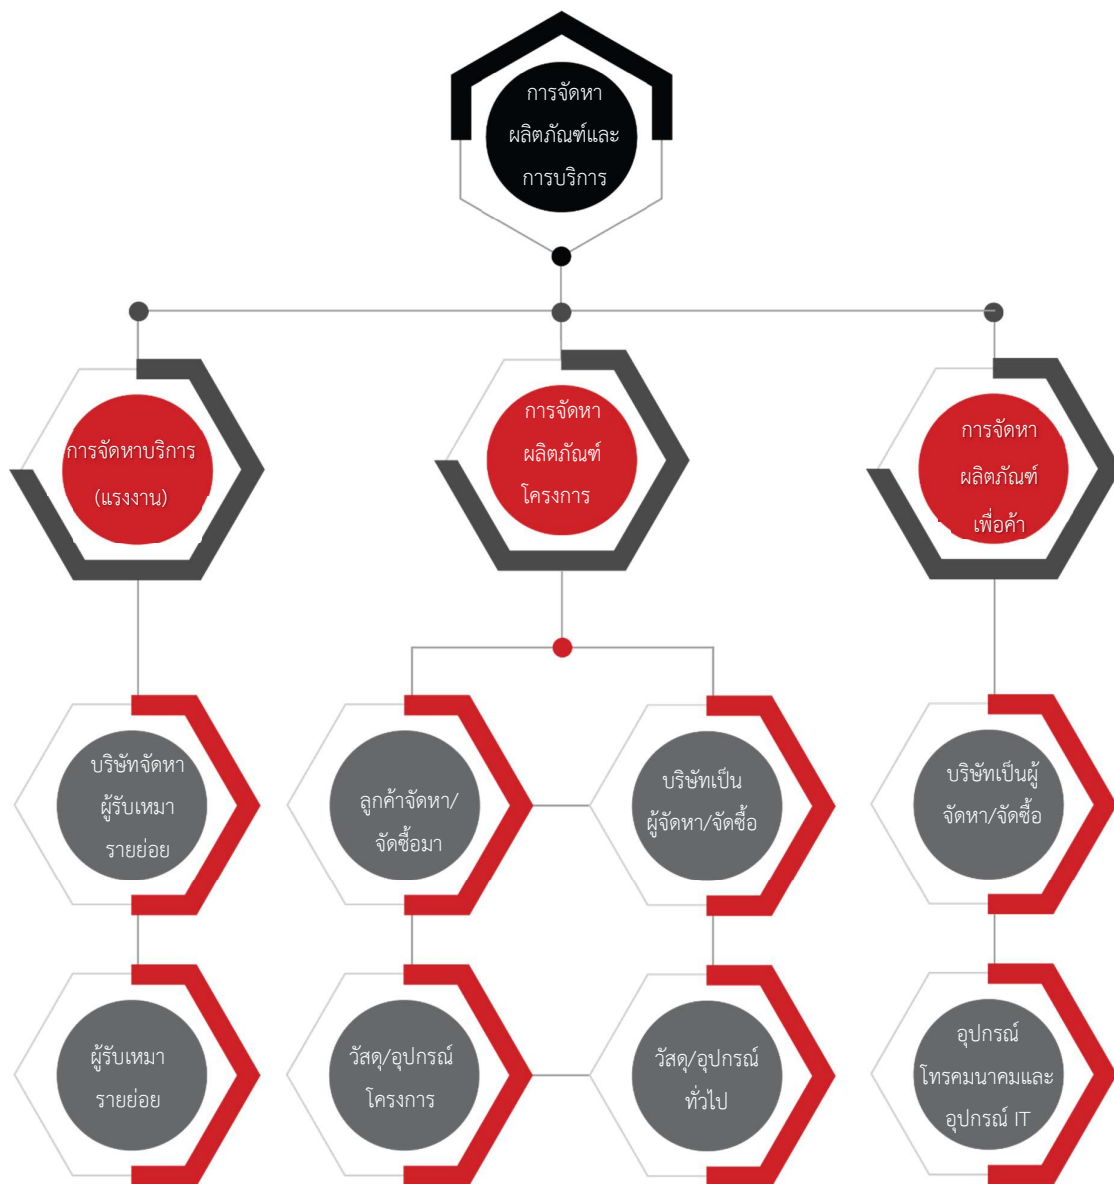 การจัดหา
ผลิตภัณฑ์และ
การบริการ
การจัดหาบริการ
(แรงงาน)
การจัดหา
ผลิตภัณฑ์
โครงการ
การจัดหา
ผลิตภัณฑ์
เพื่อค้า
บริษัทจัดหา
ผู้รับเหมา
รายย่อย
ลูกค้าจัดหา/
จัดซื้อมา
บริษัทเป็น
ผู้จัดหา/จัดซื้อ
บริษัทเป็นผู้
จัดหา/จัดซื้อ
ผู้รับเหมา
รายย่อย
วัสดุ/อุปกรณ์
โครงการ
วัสดุ/อุปกรณ์
ทั่วไป
อุปกรณ์
โทรคมนาคมและ
อุปกรณ์ IT